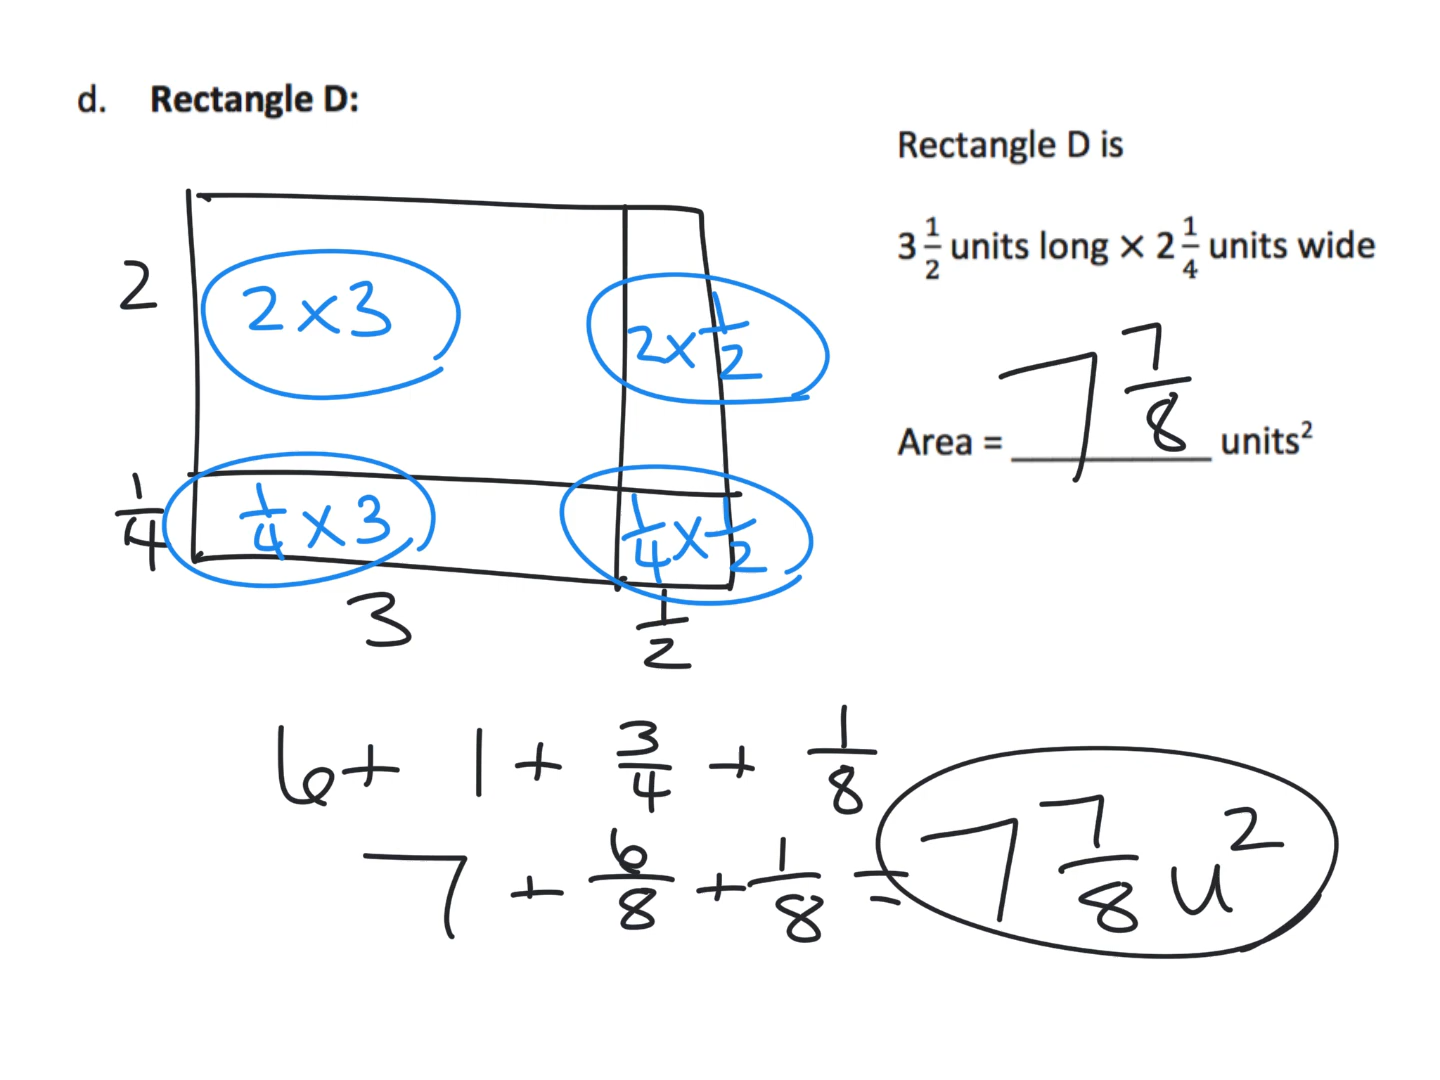 d. Rectangle D:
Rectangle D is
3 1/2 units long × 2 1/4 units wide
Area = 7 7/8 units²
2
2×3
2×1/2
1/4
1/4 × 3
1/4 × 1/2
3
1/2
6 + 1 + 3/4 + 1/8
7 + 6/8 + 1/8 = 7 7/8 u²